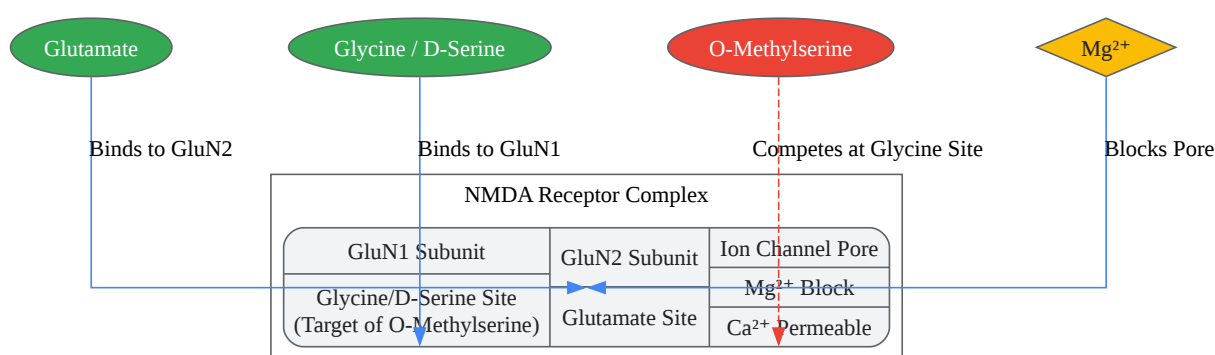 Glutamate
Glycine / D-Serine
O-Methylserine
Mg²⁺
Binds to GluN2
Binds to GluN1
Competes at Glycine Site
Blocks Pore
NMDA Receptor Complex
GluN1 Subunit
Glycine/D-Serine Site
(Target of O-Methylserine)
GluN2 Subunit
Glutamate Site
Ion Channel Pore
Mg²⁺ Block
Ca²⁺ Permeable